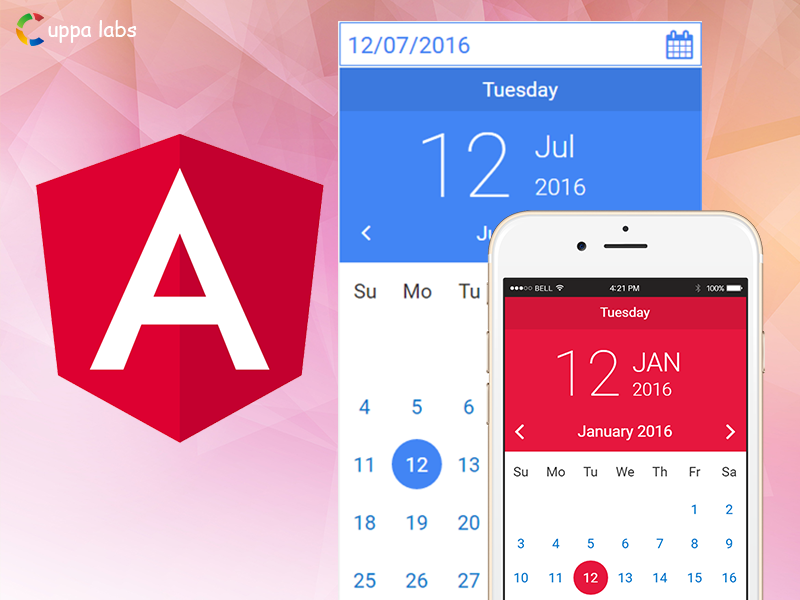 Cuppa labs
A
12/07/2016
Tuesday
12
Jul
2016
Ju
Su Mo Tu
4 5 6
11 12 13
18 19 20
25 26 27
BELL 4:21 PM 100%
Tuesday
12
JAN
2016
January 2016
Su Mo Tu We Th Fr Sa
1 2
3 4 5 6 7 8 9
10 11 12 13 14 15 16